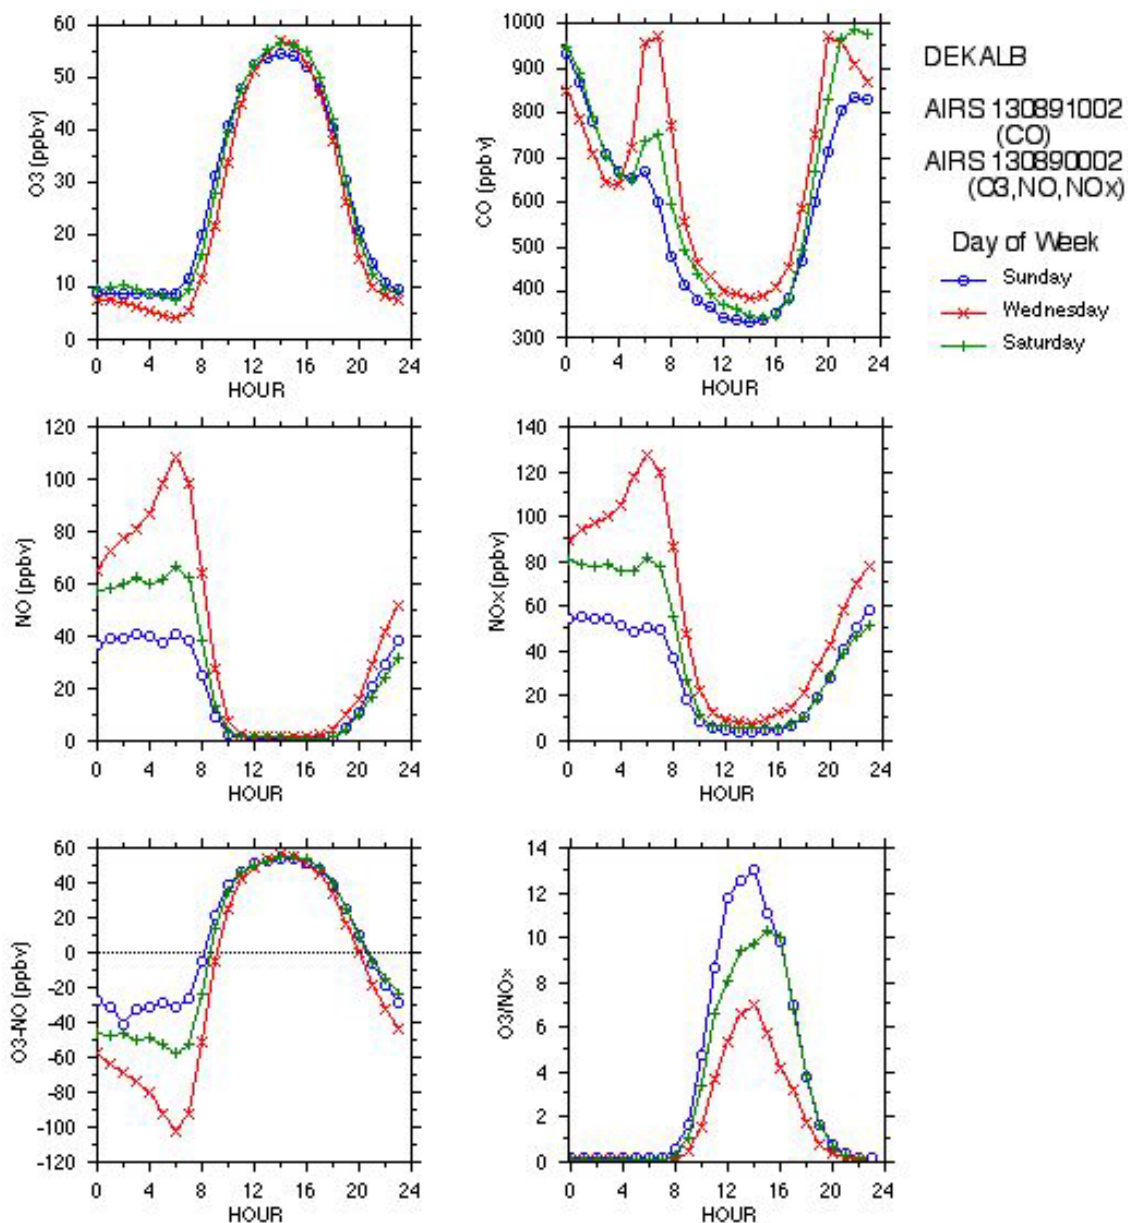 60
50
40
30
20
10
0
O3 (ppbv)
0 4 8 12 16 20 24
HOUR
1000
900
800
700
600
500
400
300
CO (ppbv)
0 4 8 12 16 20 24
HOUR
DEKALB
AIRS 130891002
(CO)
AIRS 130890002
(O3,NO,NOx)
Day of Week
Sunday
Wednesday
Saturday
120
100
80
60
40
20
0
NO (ppbv)
0 4 8 12 16 20 24
HOUR
140
120
100
80
60
40
20
0
NOx (ppbv)
0 4 8 12 16 20 24
HOUR
60
40
20
0
-20
-40
-60
-80
-100
-120
O3-NO (ppbv)
0 4 8 12 16 20 24
HOUR
14
12
10
8
6
4
2
0
O3/NOx
0 4 8 12 16 20 24
HOUR